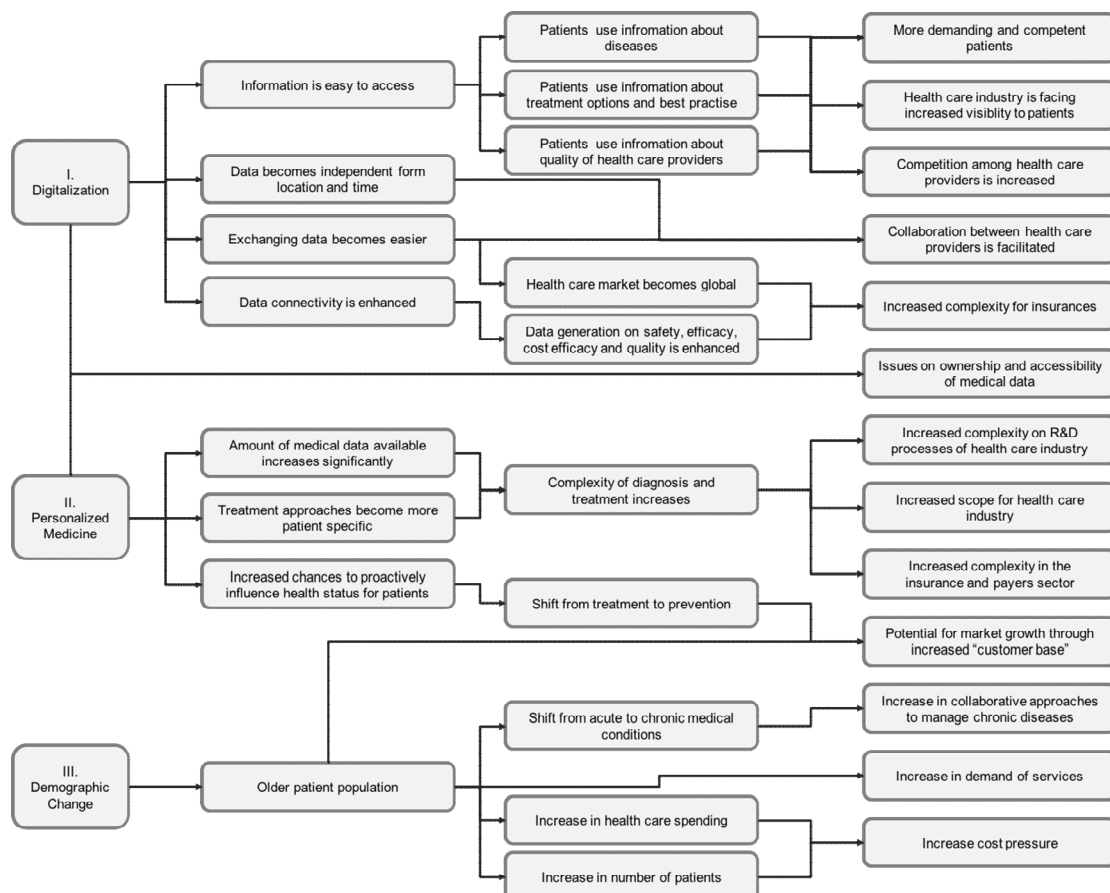 I.
Digitalization
Information is easy to access
Data becomes independent form
location and time
Exchanging data becomes easier
Data connectivity is enhanced
Patients use infromation about
diseases
Patients use infromation about
treatment options and best practise
Patients use infromation about
quality of health care providers
Health care market becomes global
Data generation on safety, efficacy,
cost efficacy and quality is enhanced
More demanding and competent
patients
Health care industry is facing
increased visiblity to patients
Competition among health care
providers is increased
Collaboration between health care
providers is facilitated
Increased complexity for insurances
Issues on ownership and accessibility
of medical data
II.
Personalized
Medicine
Amount of medical data available
increases significantly
Treatment approaches become more
patient specific
Increased chances to proactively
influence health status for patients
Complexity of diagnosis and
treatment increases
Shift from treatment to prevention
Increased complexity on R&D
processes of health care industry
Increased scope for health care
industry
Increased complexity in the
insurance and payers sector
Potential for market growth through
increased “customer base”
III.
Demographic
Change
Older patient population
Shift from acute to chronic medical
conditions
Increase in health care spending
Increase in number of patients
Increase in collaborative approaches
to manage chronic diseases
Increase in demand of services
Increase cost pressure